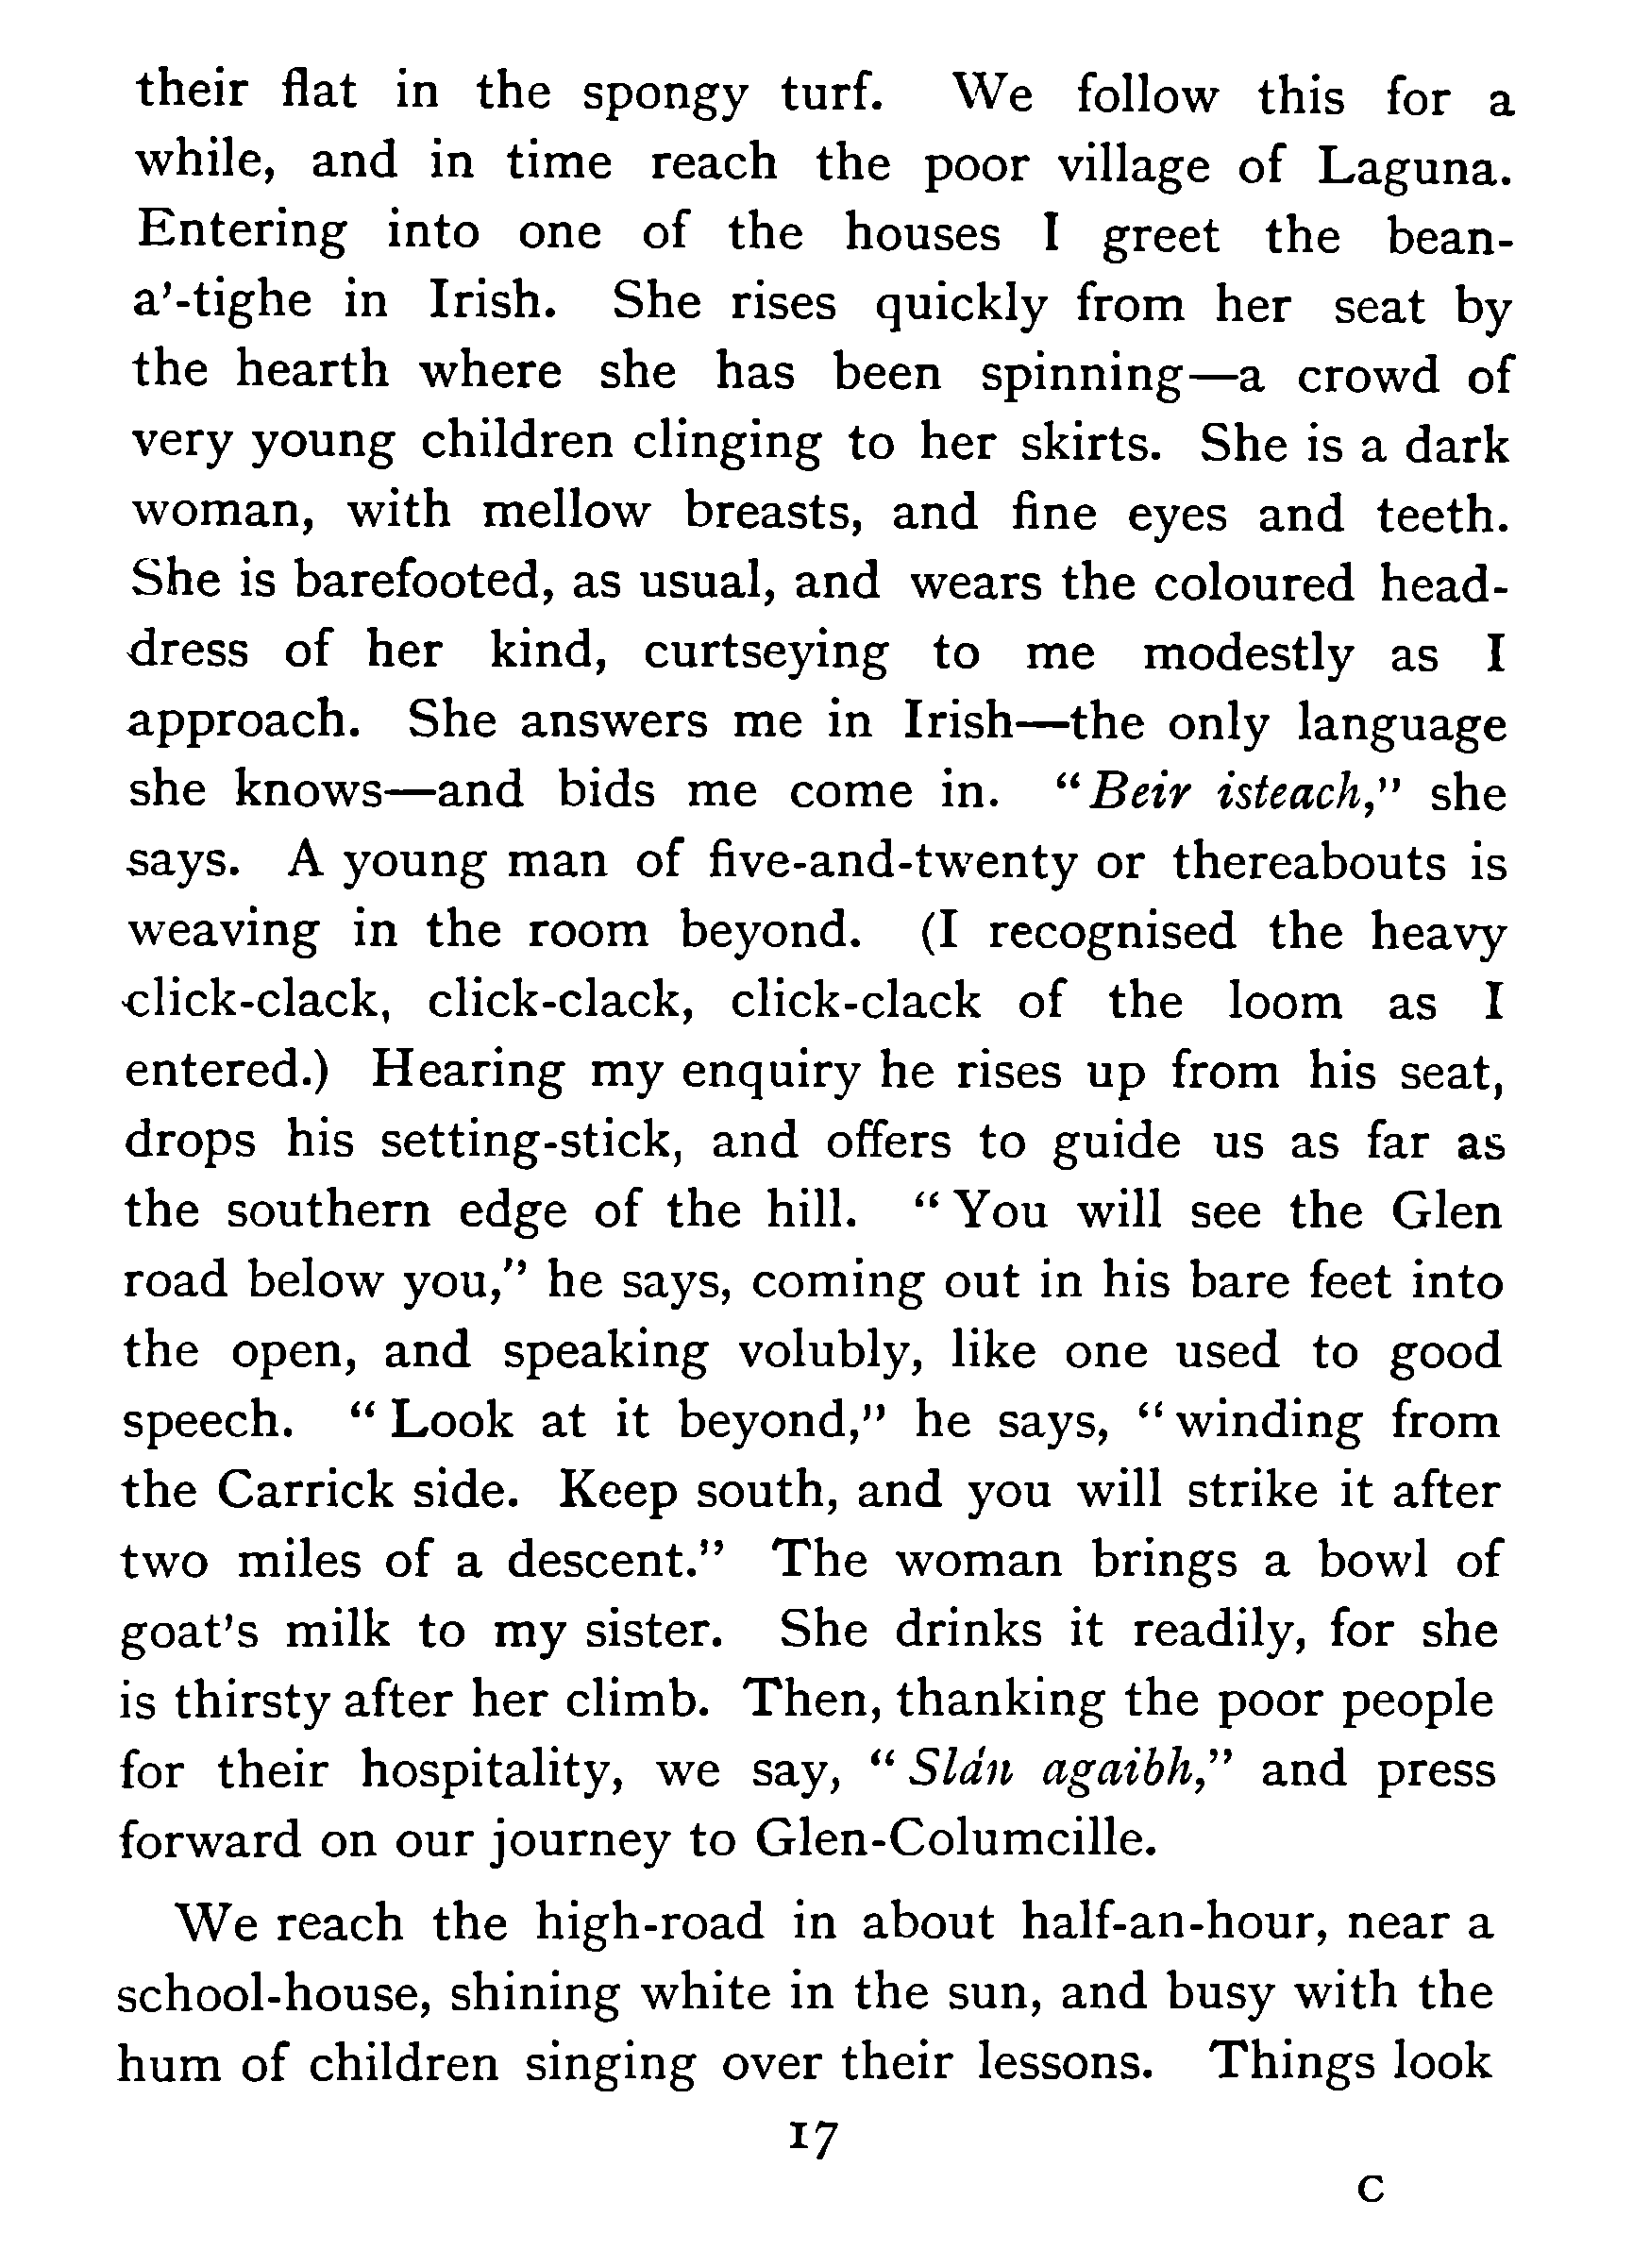 their flat in the spongy turf. We follow this for a
while, and in time reach the poor village of Laguna.
Entering into one of the houses I greet the bean-
a'-tighe in Irish. She rises quickly from her seat by
the hearth where she has been spinning—a crowd of
very young children clinging to her skirts. She is a dark
woman, with mellow breasts, and fine eyes and teeth.
She is barefooted, as usual, and wears the coloured head-
dress of her kind, curtseying to me modestly as I
approach. She answers me in Irish—the only language
she knows—and bids me come in. “Beir isteach,” she
says. A young man of five-and-twenty or thereabouts is
weaving in the room beyond. (I recognised the heavy
click-clack, click-clack, click-clack of the loom as I
entered.) Hearing my enquiry he rises up from his seat,
drops his setting-stick, and offers to guide us as far as
the southern edge of the hill. “You will see the Glen
road below you,” he says, coming out in his bare feet into
the open, and speaking volubly, like one used to good
speech. “Look at it beyond,” he says, “winding from
the Carrick side. Keep south, and you will strike it after
two miles of a descent.” The woman brings a bowl of
goat's milk to my sister. She drinks it readily, for she
is thirsty after her climb. Then, thanking the poor people
for their hospitality, we say, “Slán agaibh,” and press
forward on our journey to Glen-Columcille.
We reach the high-road in about half-an-hour, near a
school-house, shining white in the sun, and busy with the
hum of children singing over their lessons. Things look
17
C